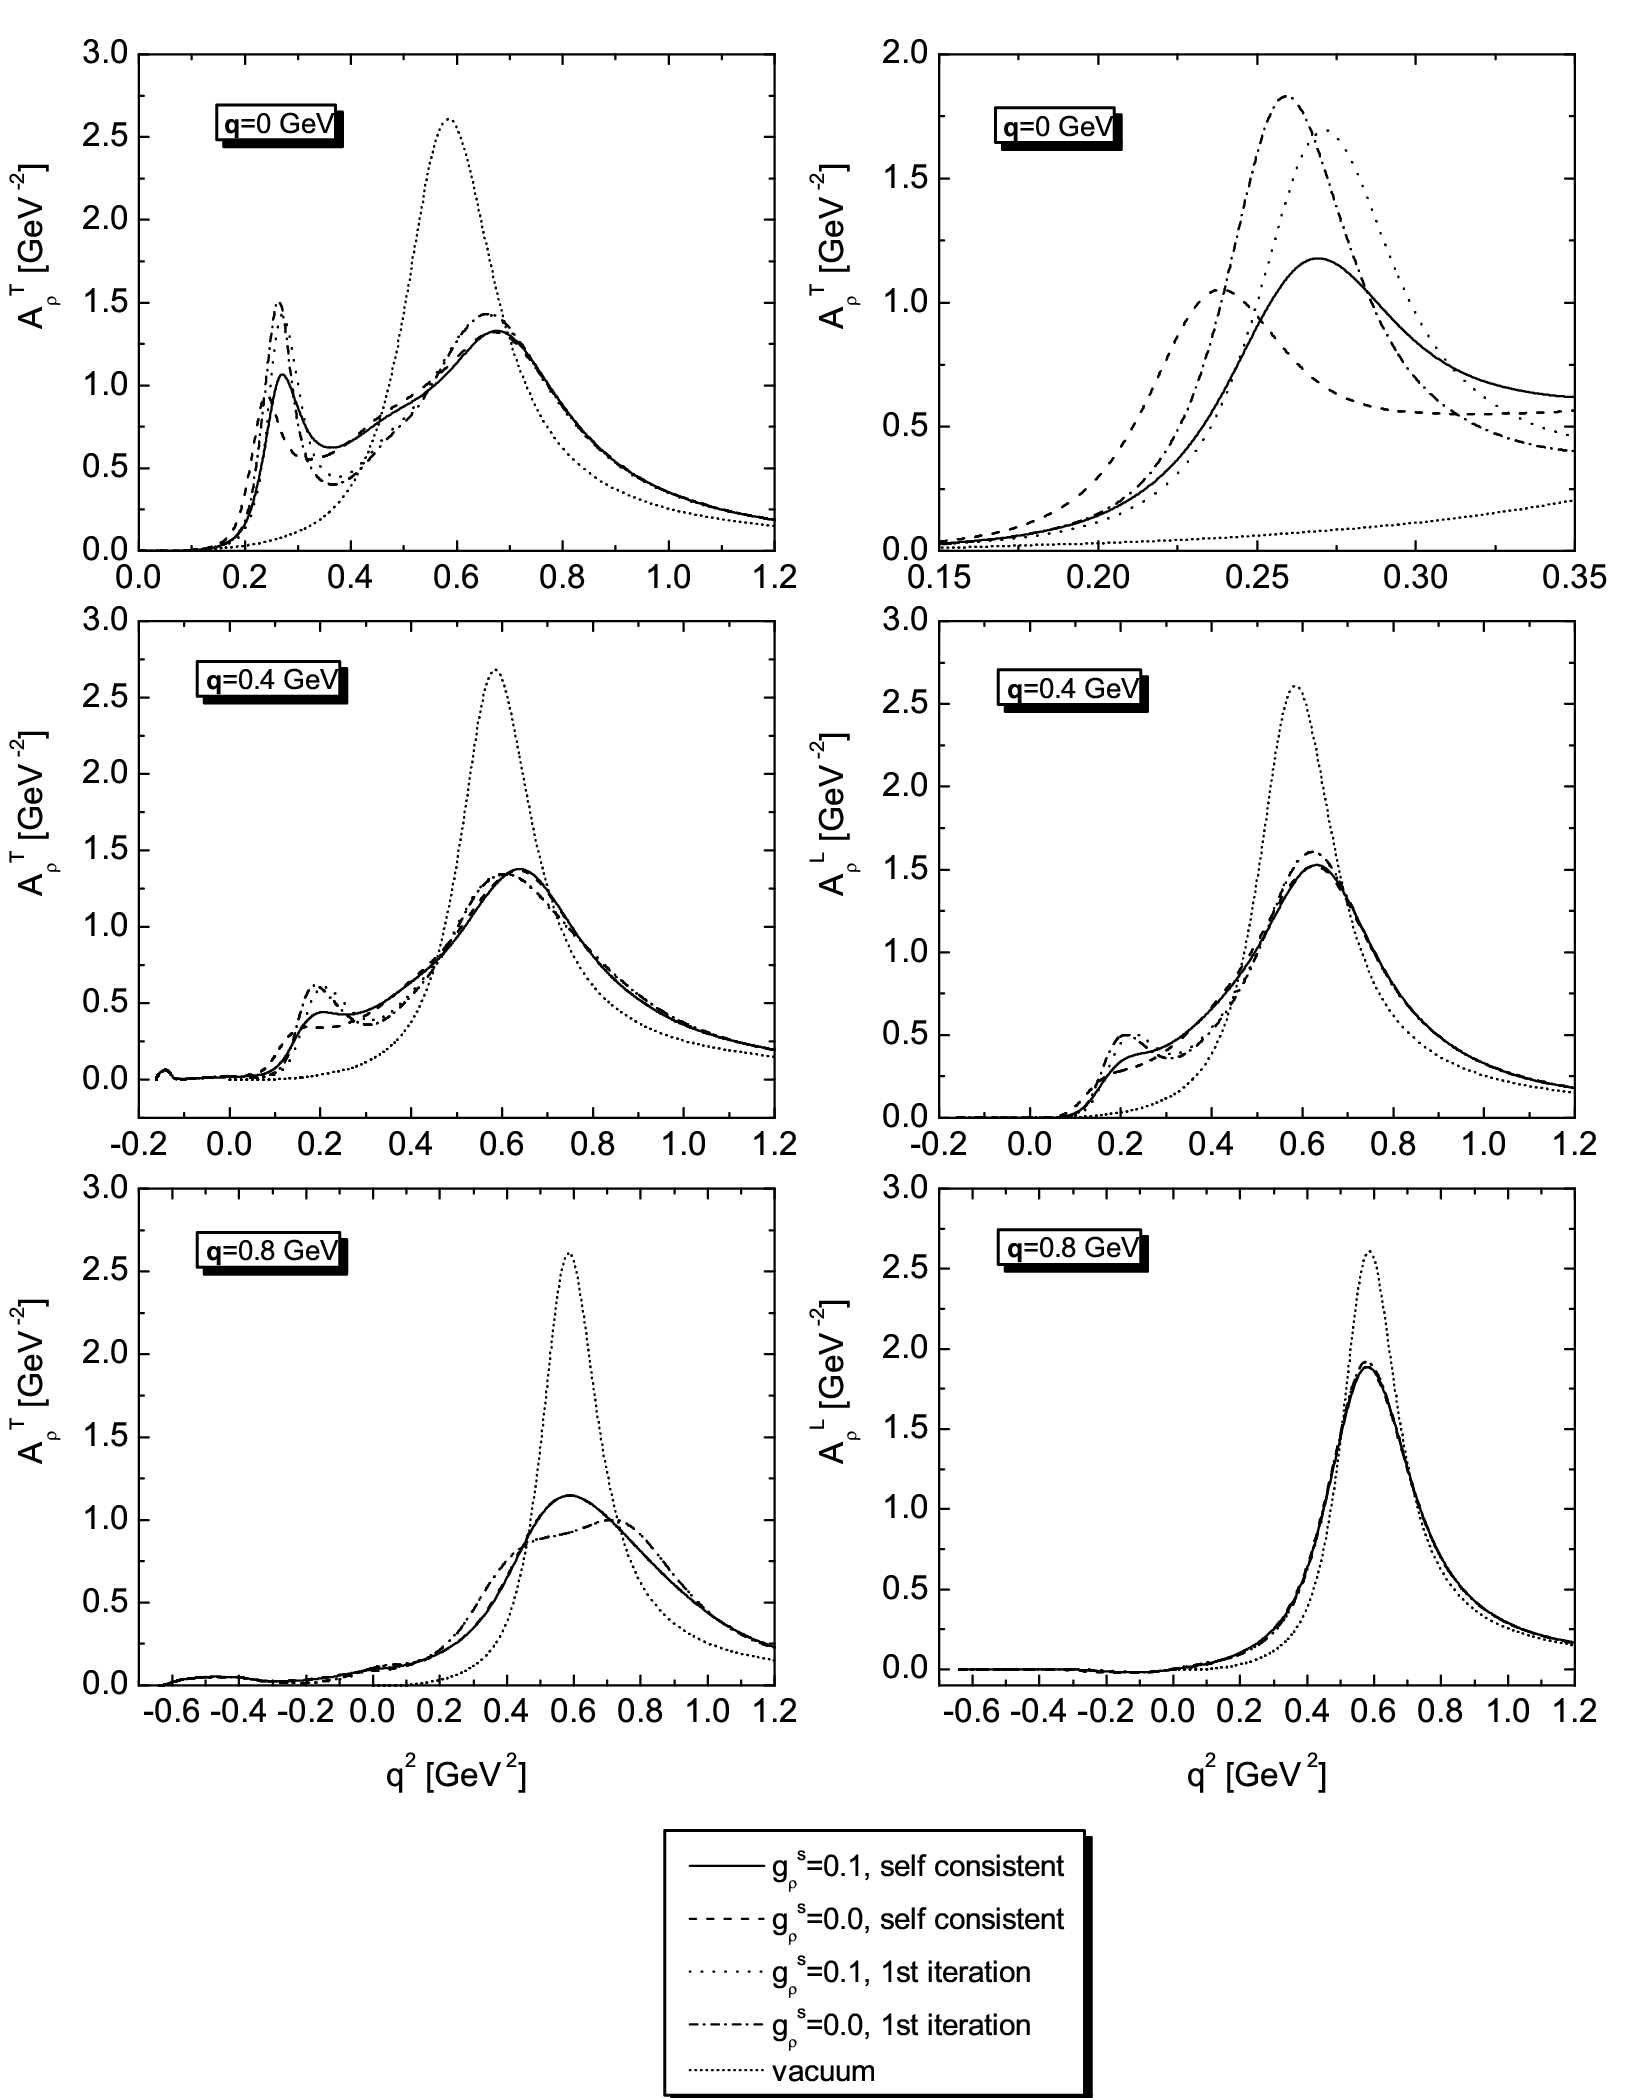 3.0
2.5
2.0
1.5
1.0
0.5
0.0
A_ρ^T [GeV^-2]
q=0 GeV
0.0 0.2 0.4 0.6 0.8 1.0 1.2
2.0
1.5
1.0
0.5
0.0
A_ρ^T [GeV^-2]
q=0 GeV
0.15 0.20 0.25 0.30 0.35
3.0
2.5
2.0
1.5
1.0
0.5
0.0
A_ρ^T [GeV^-2]
q=0.4 GeV
-0.2 0.0 0.2 0.4 0.6 0.8 1.0 1.2
3.0
2.5
2.0
1.5
1.0
0.5
0.0
A_ρ^L [GeV^-2]
q=0.4 GeV
-0.2 0.0 0.2 0.4 0.6 0.8 1.0 1.2
3.0
2.5
2.0
1.5
1.0
0.5
0.0
A_ρ^T [GeV^-2]
q=0.8 GeV
-0.6 -0.4 -0.2 0.0 0.2 0.4 0.6 0.8 1.0 1.2
q^2 [GeV^2]
3.0
2.5
2.0
1.5
1.0
0.5
0.0
A_ρ^L [GeV^-2]
q=0.8 GeV
-0.6 -0.4 -0.2 0.0 0.2 0.4 0.6 0.8 1.0 1.2
q^2 [GeV^2]
g_ρ^s=0.1, self consistent
g_ρ^s=0.0, self consistent
g_ρ^s=0.1, 1st iteration
g_ρ^s=0.0, 1st iteration
vacuum